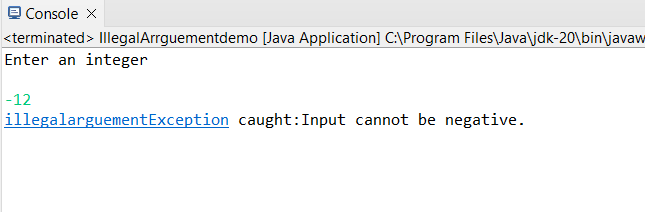 Console
<terminated> IllegalArrguementdemo [Java Application] C:\Program Files\Java\jdk-20\bin\javaw
Enter an integer
-12
illegalarguementException caught:Input cannot be negative.